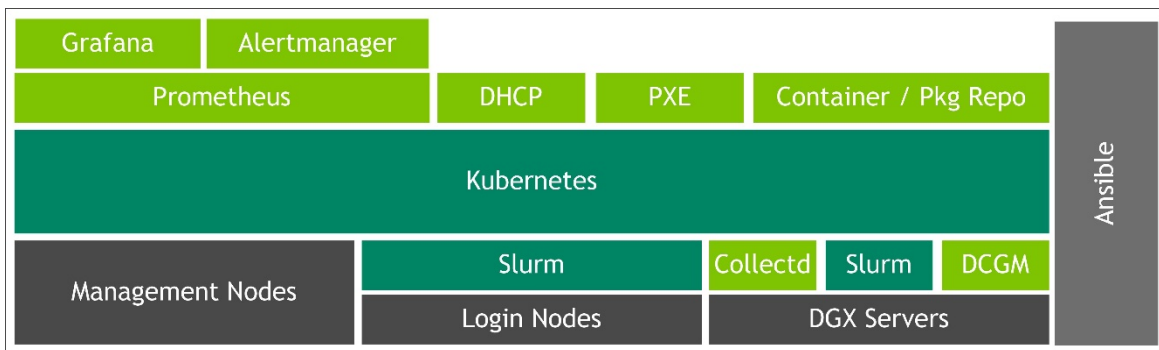 Grafana
Alertmanager
Prometheus
DHCP
PXE
Container / Pkg Repo
Kubernetes
Ansible
Management Nodes
Slurm
Collectd
Slurm
DCGM
Login Nodes
DGX Servers